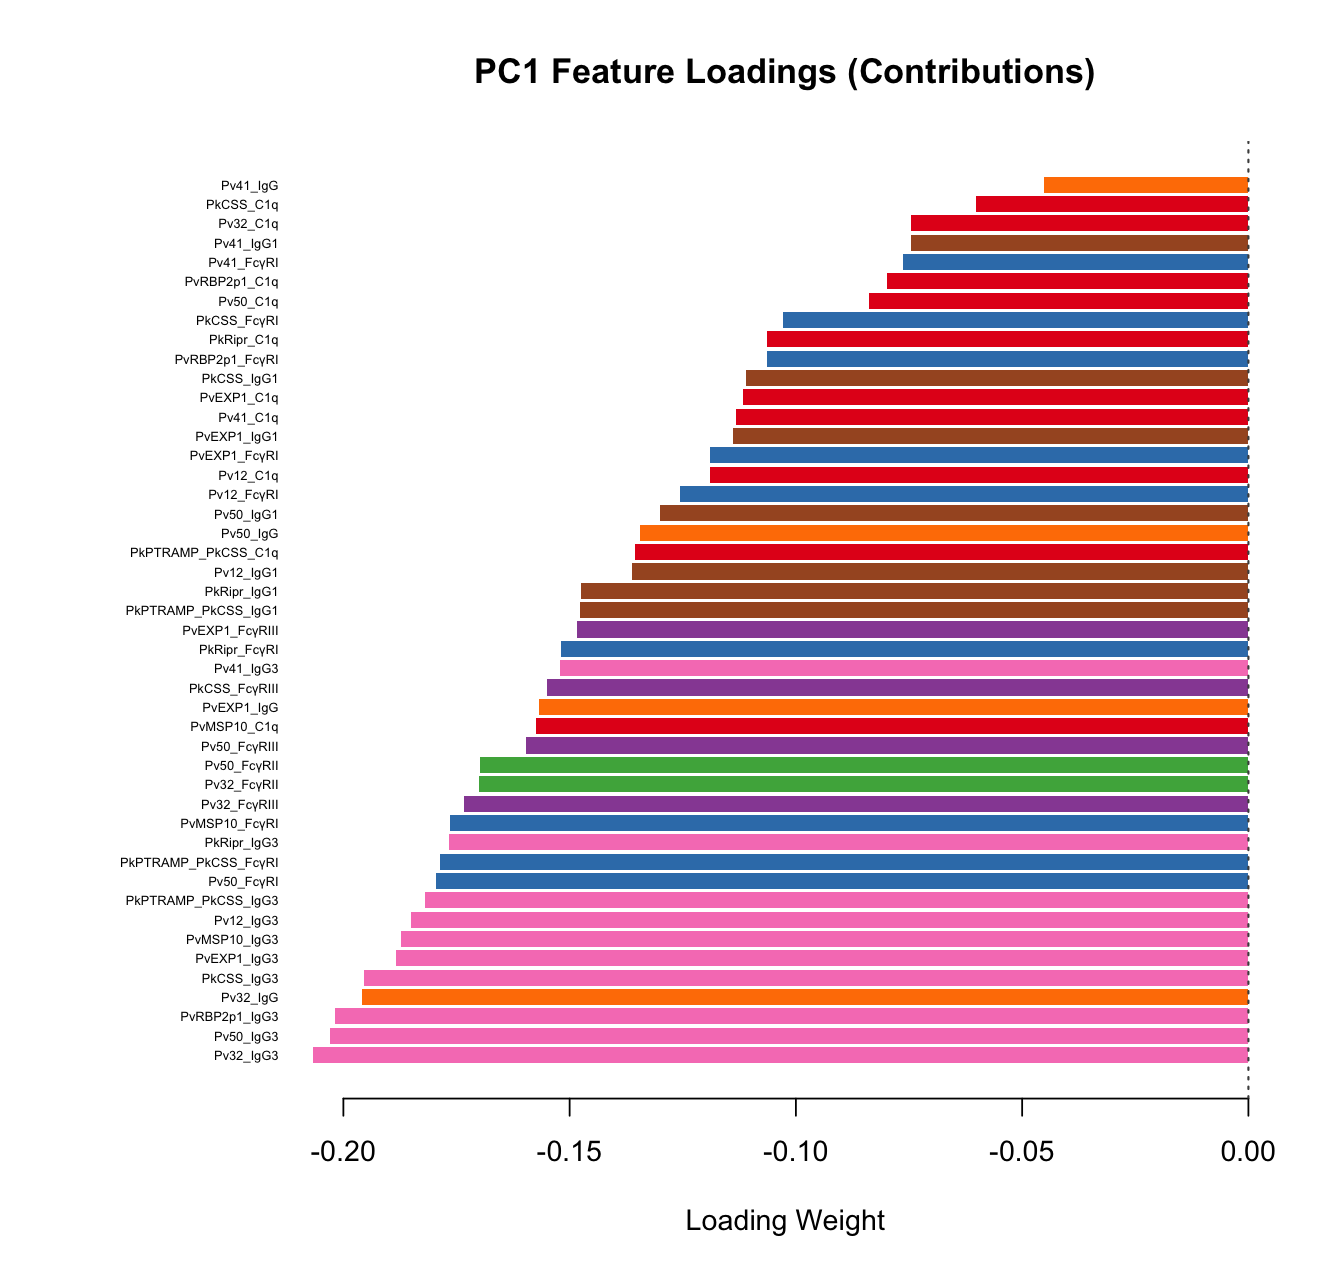 PC1 Feature Loadings (Contributions)
Pv41_IgG
PkCSS_C1q
Pv32_C1q
Pv41_IgG1
Pv41_FcγRI
PvRBP2p1_C1q
Pv50_C1q
PkCSS_FcγRI
PkRipr_C1q
PvRBP2p1_FcγRI
PkCSS_IgG1
PvEXP1_C1q
Pv41_C1q
PvEXP1_IgG1
PvEXP1_FcγRI
Pv12_C1q
Pv12_FcγRI
Pv50_IgG1
Pv50_IgG
PkPTRAMP_PkCSS_C1q
Pv12_IgG1
PkRipr_IgG1
PkPTRAMP_PkCSS_IgG1
PvEXP1_FcγRIII
PkRipr_FcγRI
Pv41_IgG3
PkCSS_FcγRIII
PvEXP1_IgG
PvMSP10_C1q
Pv50_FcγRIII
Pv50_FcγRII
Pv32_FcγRII
Pv32_FcγRIII
PvMSP10_FcγRI
PkRipr_IgG3
PkPTRAMP_PkCSS_FcγRI
Pv50_FcγRI
PkPTRAMP_PkCSS_IgG3
Pv12_IgG3
PvMSP10_IgG3
PvEXP1_IgG3
PkCSS_IgG3
Pv32_IgG
PvRBP2p1_IgG3
Pv50_IgG3
Pv32_IgG3
-0.20 -0.15 -0.10 -0.05 0.00
Loading Weight